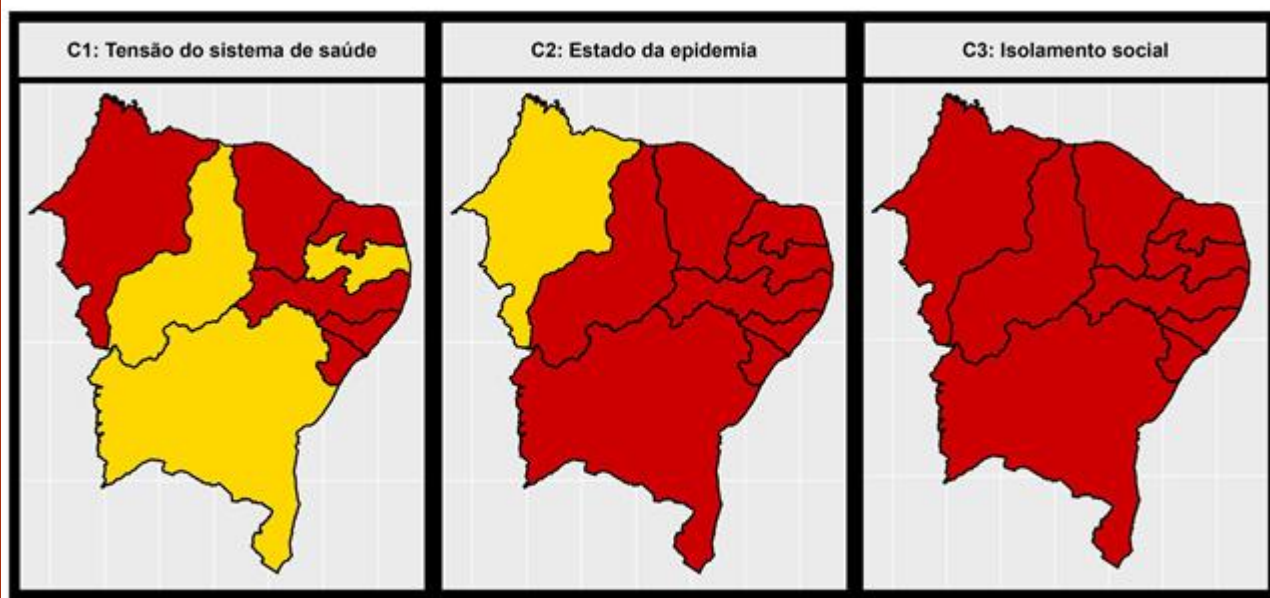 C1: Tensão do sistema de saúde
C2: Estado da epidemia
C3: Isolamento social